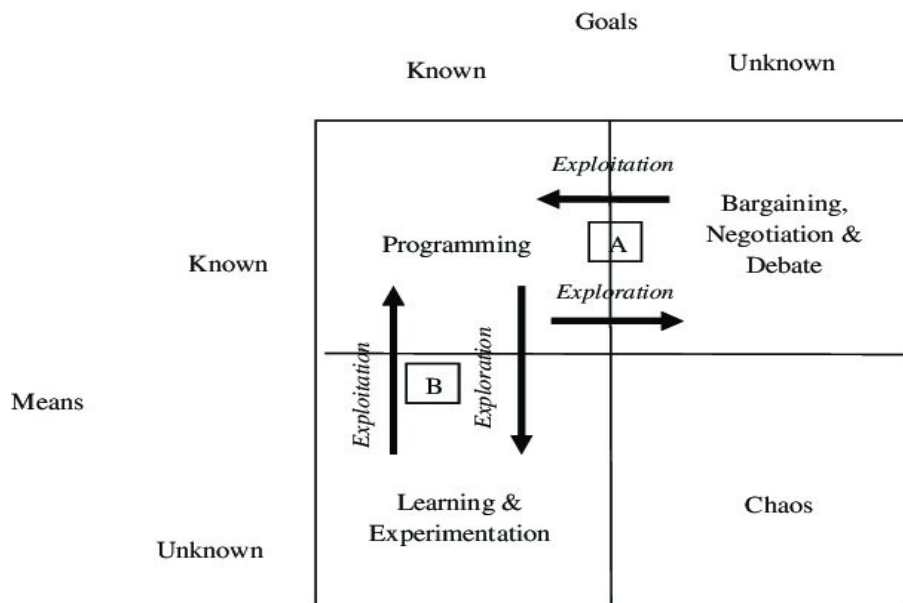 Goals
Known
Unknown
Exploitation
Bargaining,
Negotiation &
Debate
Programming
A
Known
Exploration
Exploitation
Exploration
B
Means
Learning &
Experimentation
Chaos
Unknown